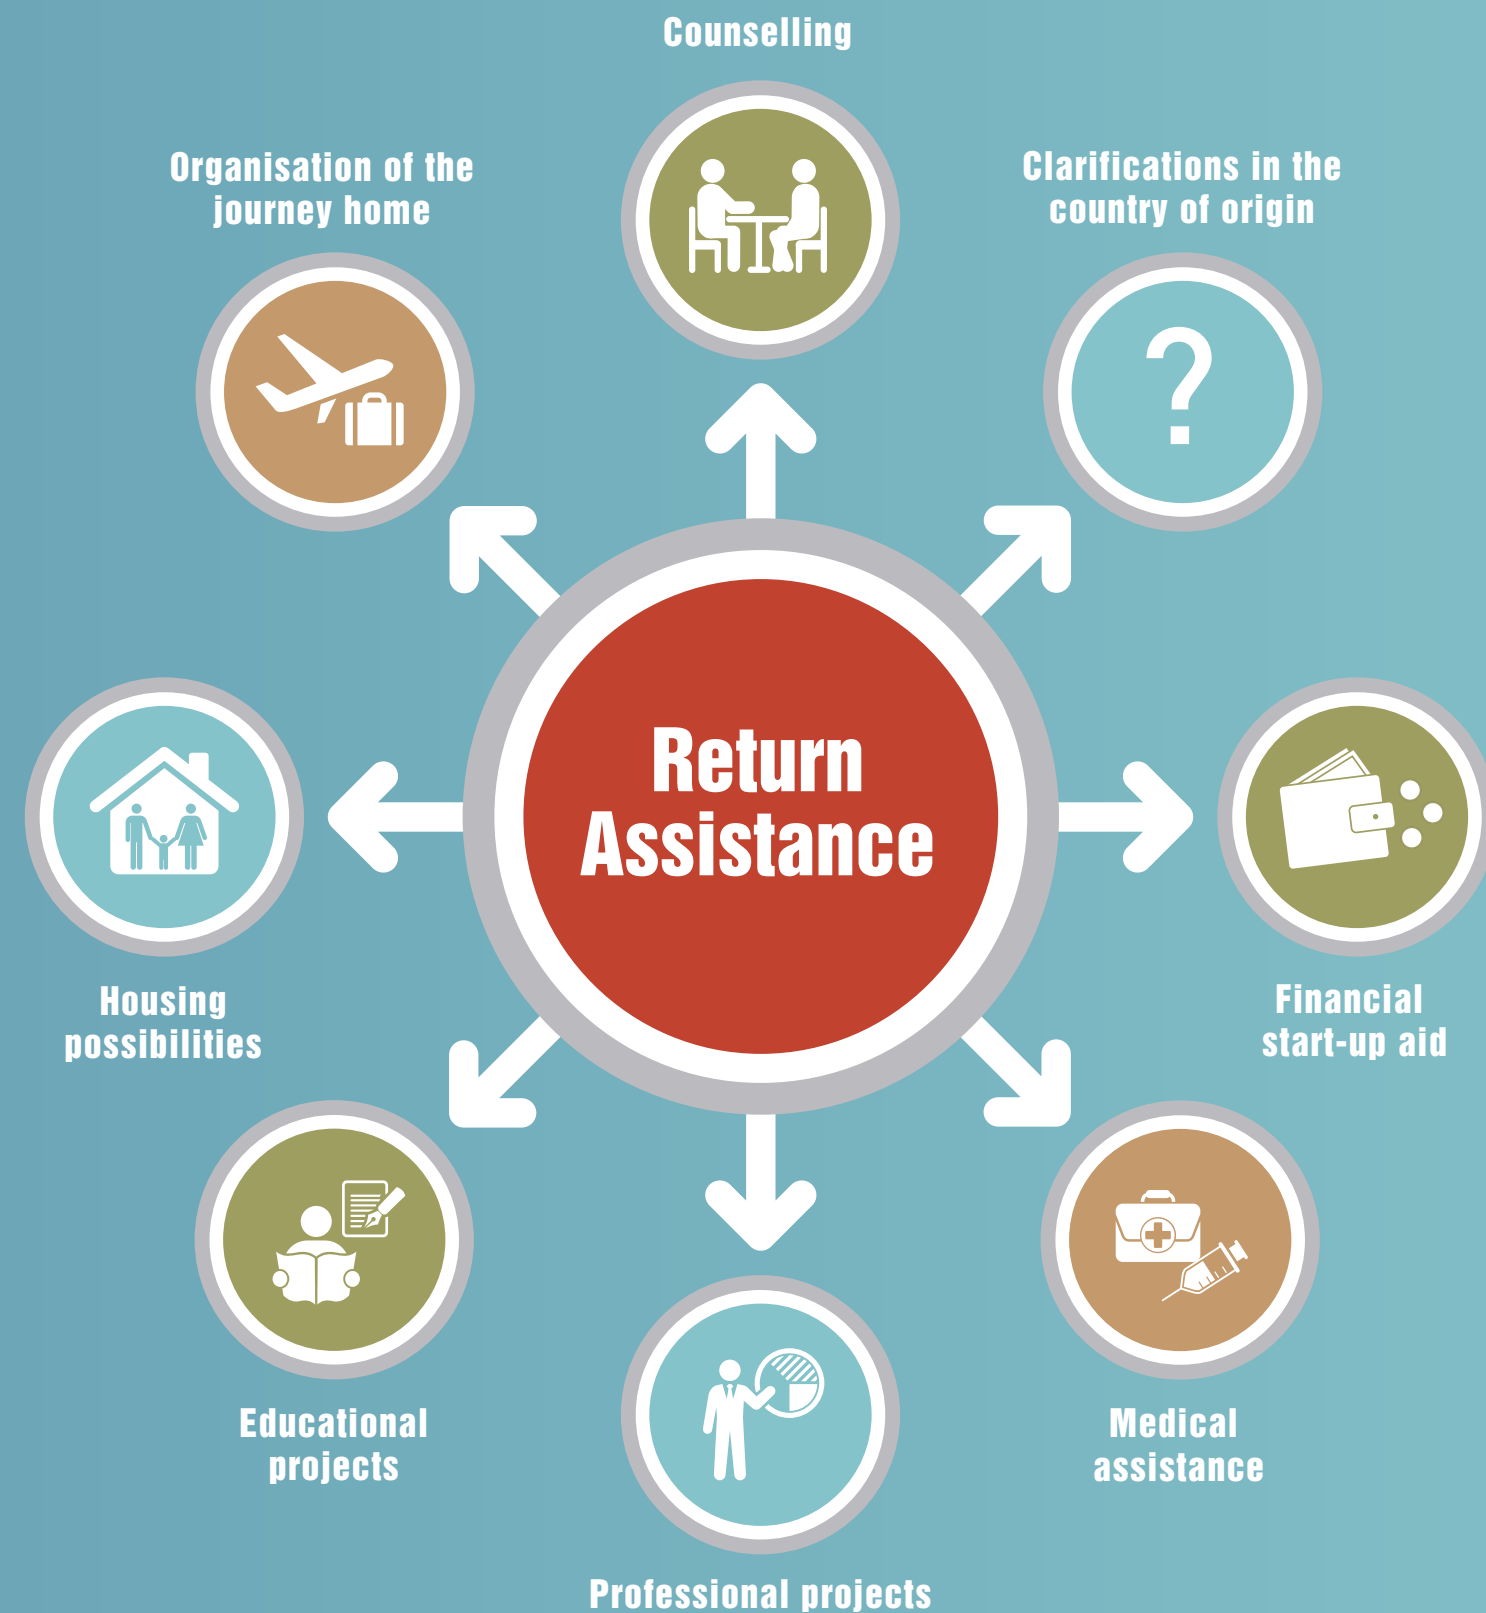 Counselling
Organisation of the
journey home
Clarifications in the
country of origin
Return
Assistance
Housing
possibilities
Financial
start-up aid
Educational
projects
Medical
assistance
Professional projects